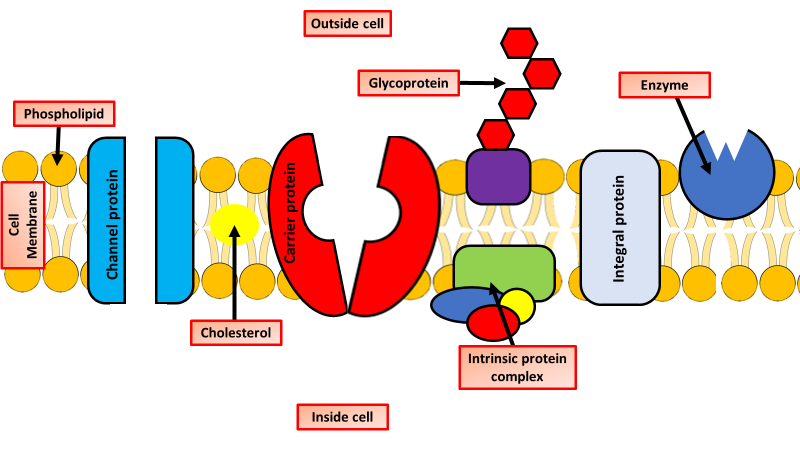 Outside cell
Glycoprotein
Enzyme
Phospholipid
Cell
Membrane
Channel protein
Carrier protein
Integral protein
Cholesterol
Intrinsic protein
complex
Inside cell